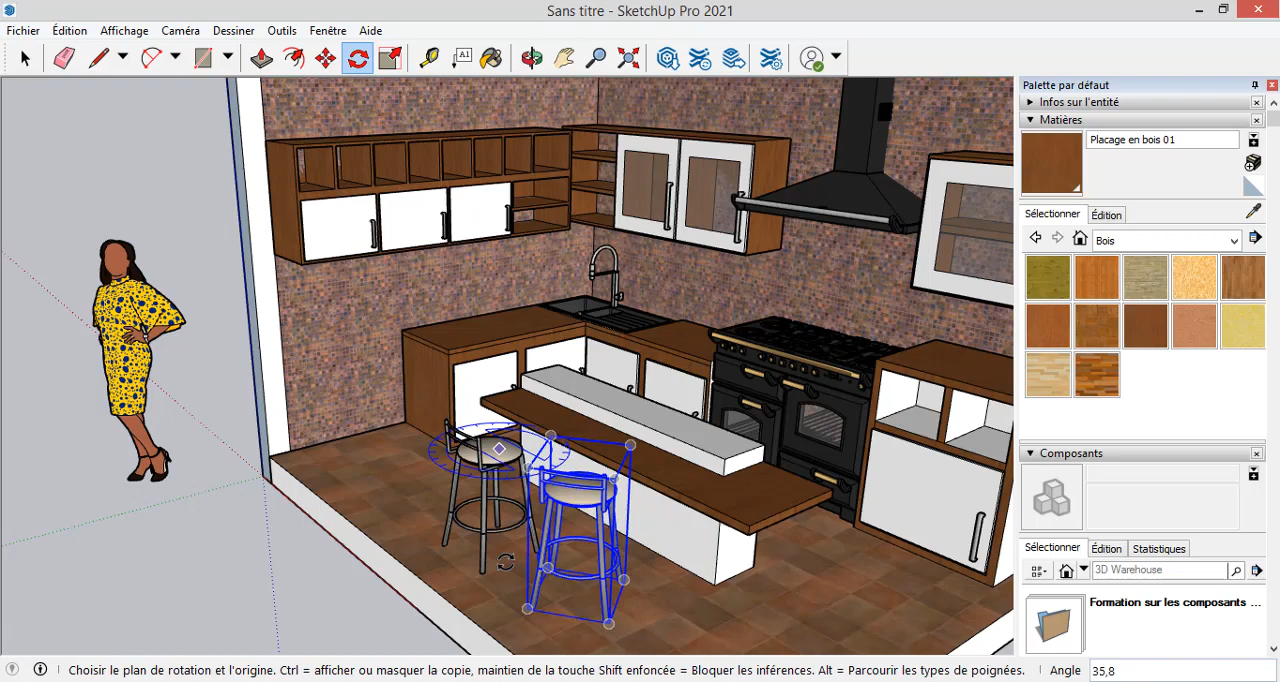 Sans titre - SketchUp Pro 2021
Fichier Édition Affichage Caméra Dessiner Outils Fenêtre Aide
A1
Palette par défaut
Infos sur l'entité
Matières
Placage en bois 01
Sélectionner Édition
Bois
Composants
Sélectionner Édition Statistiques
3D Warehouse
Formation sur les composants ...
Choisir le plan de rotation et l'origine. Ctrl = afficher ou masquer la copie, maintien de la touche Shift enfoncée = Bloquer les inférences. Alt = Parcourir les types de poignées. Angle 35,8